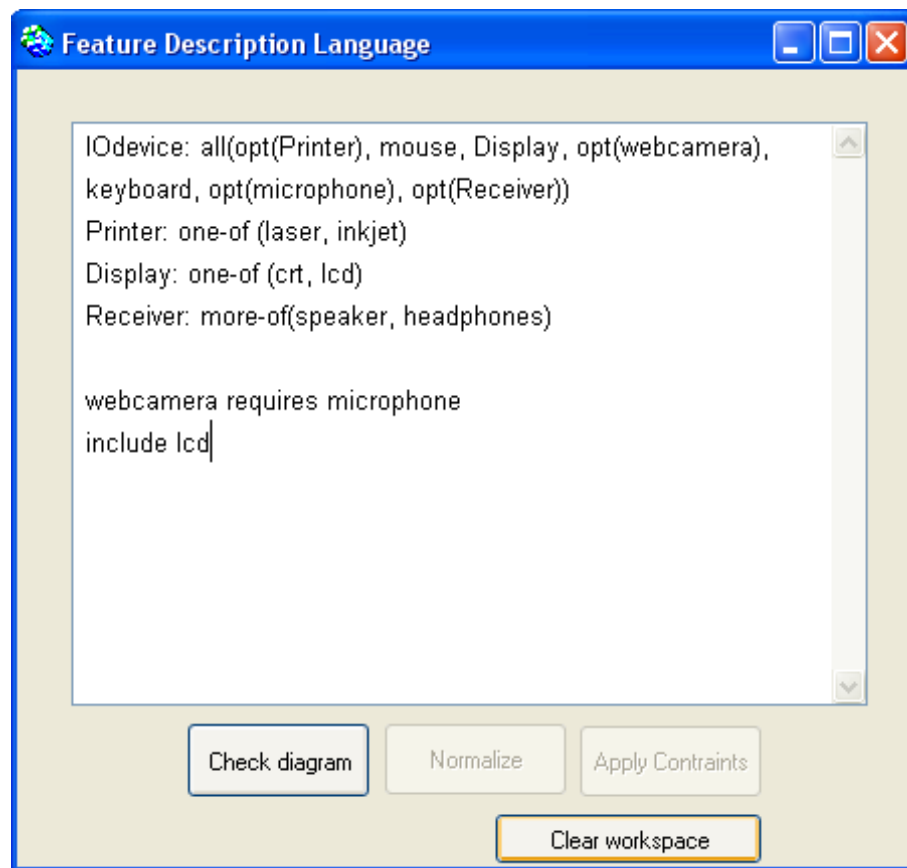 Feature Description Language
IOdevice: all(opt(Printer), mouse, Display, opt(webcamera),
keyboard, opt(microphone), opt(Receiver))
Printer: one-of (laser, inkjet)
Display: one-of (crt, lcd)
Receiver: more-of(speaker, headphones)
webcamera requires microphone
include lcd
Check diagram
Normalize
Apply Contraints
Clear workspace